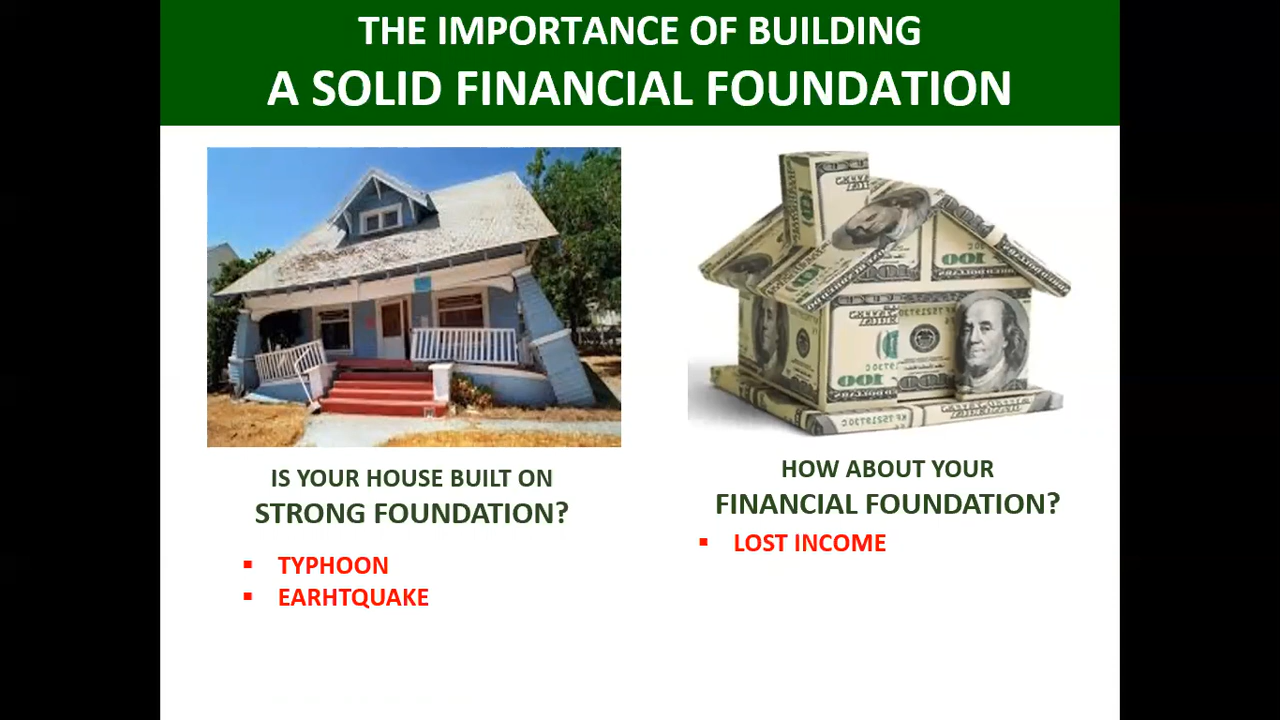 THE IMPORTANCE OF BUILDING
A SOLID FINANCIAL FOUNDATION
IS YOUR HOUSE BUILT ON
STRONG FOUNDATION?
▪ TYPHOON
▪ EARHTQUAKE
HOW ABOUT YOUR
FINANCIAL FOUNDATION?
▪ LOST INCOME